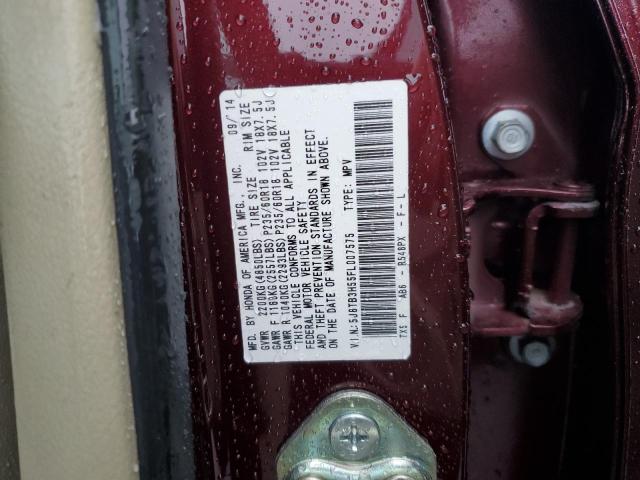 MFD. BY HONDA OF AMERICA MFG., INC. 09/14
TIRE SIZE RIM SIZE
GVWR 2200KG(4850LBS)
GAWR F 1160KG(2557LBS) P235/60R18 102V 18X7.5J
GAWR R 1040KG(2293LBS) P235/60R18 102V 18X7.5J
THIS VEHICLE CONFORMS TO ALL APPLICABLE
FEDERAL MOTOR VEHICLE SAFETY
AND THEFT PREVENTION STANDARDS IN EFFECT
ON THE DATE OF MANUFACTURE SHOWN ABOVE.
V.I.N: 5J8TB3H55FL007575 TYPE: MPV
TX5 F AB6 - R548PX - F - L